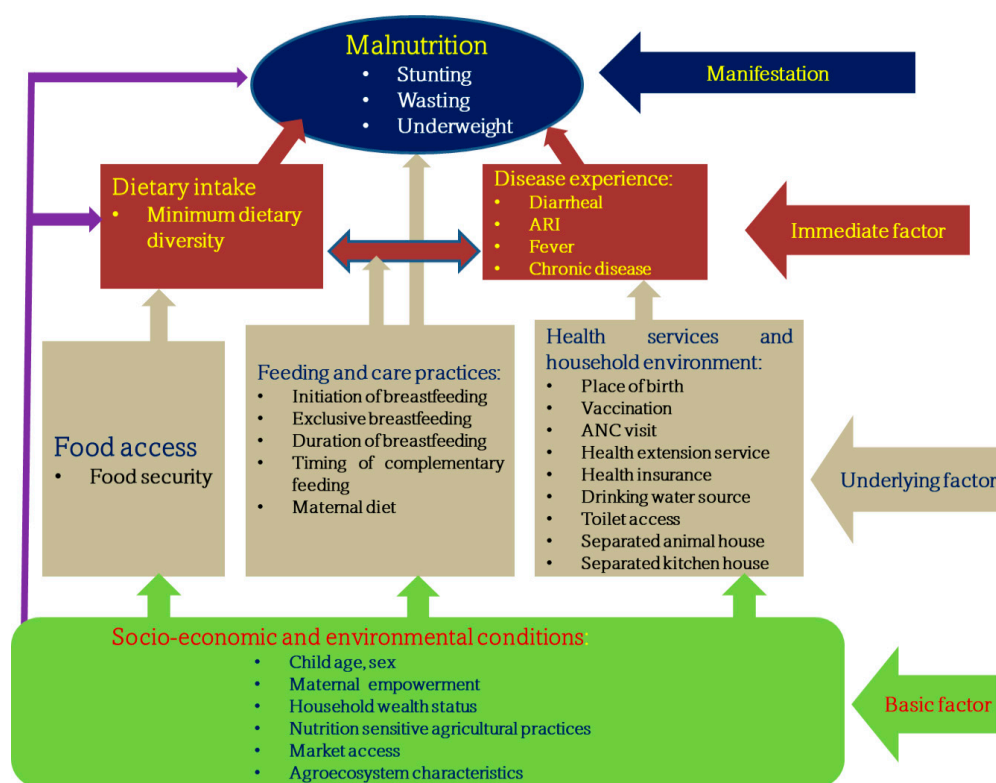 Malnutrition
• Stunting
• Wasting
• Underweight
Manifestation
Dietary intake
• Minimum dietary
diversity
Disease experience:
• Diarrheal
• ARI
• Fever
• Chronic disease
Immediate factor
Food access
• Food security
Feeding and care practices:
• Initiation of breastfeeding
• Exclusive breastfeeding
• Duration of breastfeeding
• Timing of complementary
feeding
• Maternal diet
Health services and
household environment:
• Place of birth
• Vaccination
• ANC visit
• Health extension service
• Health insurance
• Drinking water source
• Toilet access
• Separated animal house
• Separated kitchen house
Underlying factor
Socio-economic and environmental conditions:
• Child age, sex
• Maternal empowerment
• Household wealth status
• Nutrition sensitive agricultural practices
• Market access
• Agroecosystem characteristics
Basic factor